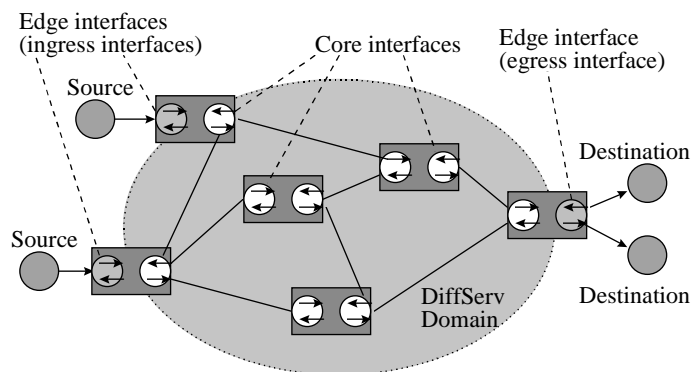 Edge interfaces
(ingress interfaces)
Core interfaces
Edge interface
(egress interface)
Source
Destination
Source
DiffServ
Domain
Destination